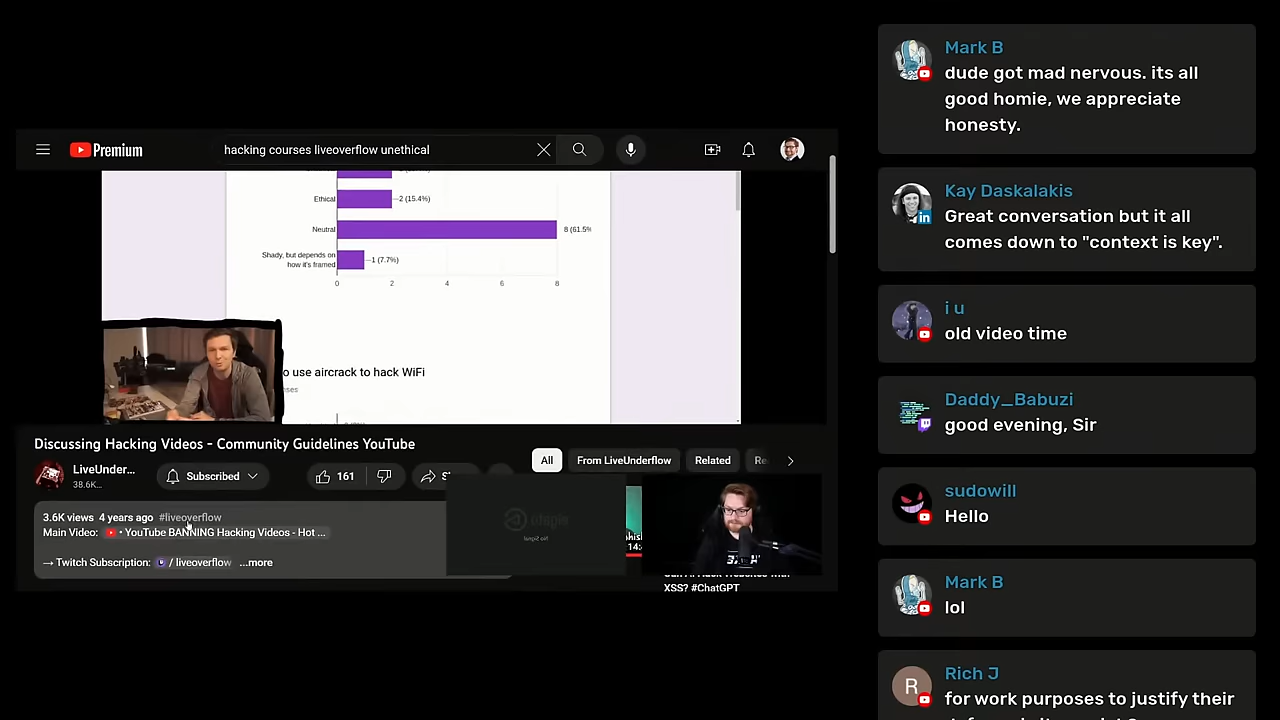 Premium
hacking courses liveoverflow unethical
Ethical
2 (15.4%)
Neutral
8 (61.5%
Shady, but depends on
how it's framed
1 (7.7%)
0 2 4 6 8
o use aircrack to hack WiFi
Discussing Hacking Videos - Community Guidelines YouTube
LiveUnder...
38.6K...
Subscribed
161
All
From LiveUnderflow
Related
3.6K views 4 years ago #liveoverflow
Main Video: • YouTube BANNING Hacking Videos - Hot ...
→ Twitch Subscription: / liveoverflow ...more
No Signal
14:
XSS? #ChatGPT
Mark B
dude got mad nervous. its all
good homie, we appreciate
honesty.
Kay Daskalakis
Great conversation but it all
comes down to "context is key".
i u
old video time
Daddy_Babuzi
good evening, Sir
sudowill
Hello
Mark B
lol
R
Rich J
for work purposes to justify their